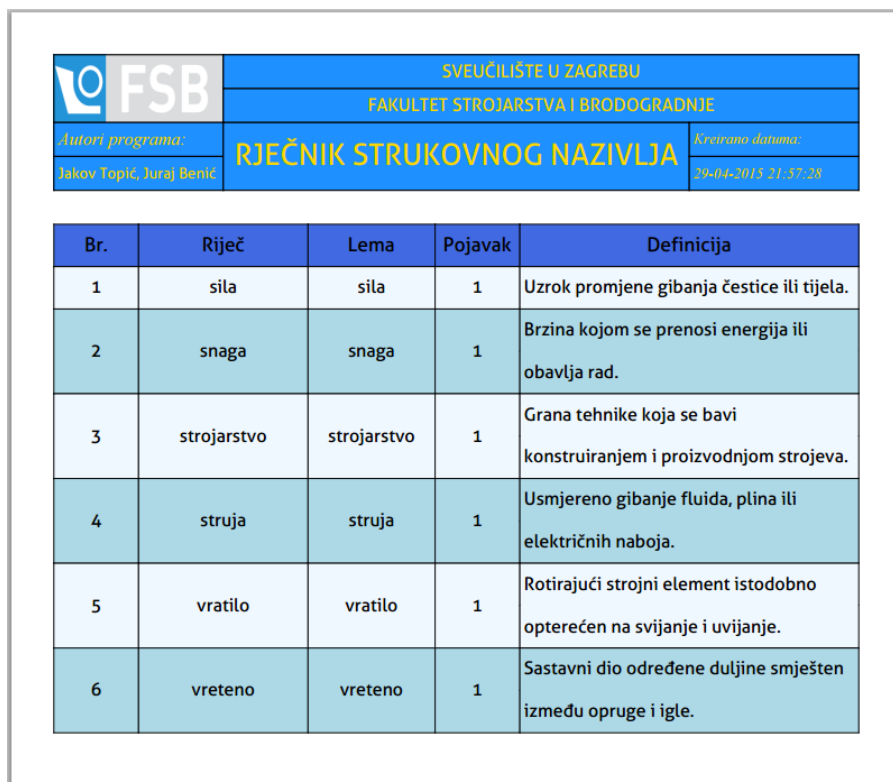 FSB
SVEUČILIŠTE U ZAGREBU
FAKULTET STROJARSTVA I BRODOGRADNJE
Autori programa:
Jakov Topić, Juraj Benić
RJEČNIK STRUKOVNOG NAZIVLJA
Kreirano datuma:
29-04-2015 21:57:28
Br. Riječ Lema Pojavak Definicija
1 sila sila 1 Uzrok promjene gibanja čestice ili tijela.
2 snaga snaga 1 Brzina kojom se prenosi energija ili
obavlja rad.
3 strojarstvo strojarstvo 1 Grana tehnike koja se bavi
konstruiranjem i proizvodnjom strojeva.
4 struja struja 1 Usmjereno gibanje fluida, plina ili
električnih naboja.
5 vratilo vratilo 1 Rotirajući strojni element istodobno
opterećen na svijanje i uvijanje.
6 vreteno vreteno 1 Sastavni dio određene duljine smješten
između opruge i igle.